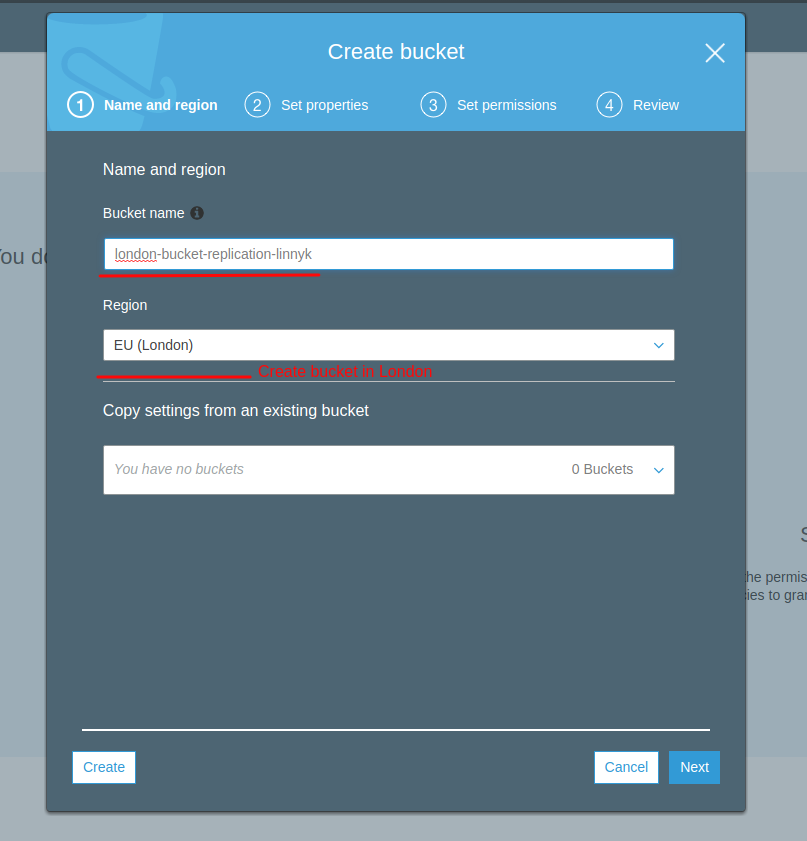 Create bucket
1 Name and region 2 Set properties 3 Set permissions 4 Review
Name and region
Bucket name
You do
london-bucket-replication-linnyk
Region
EU (London)
Create bucket in London
Copy settings from an existing bucket
You have no buckets 0 Buckets
S
the permis
cies to gran
Create Cancel Next